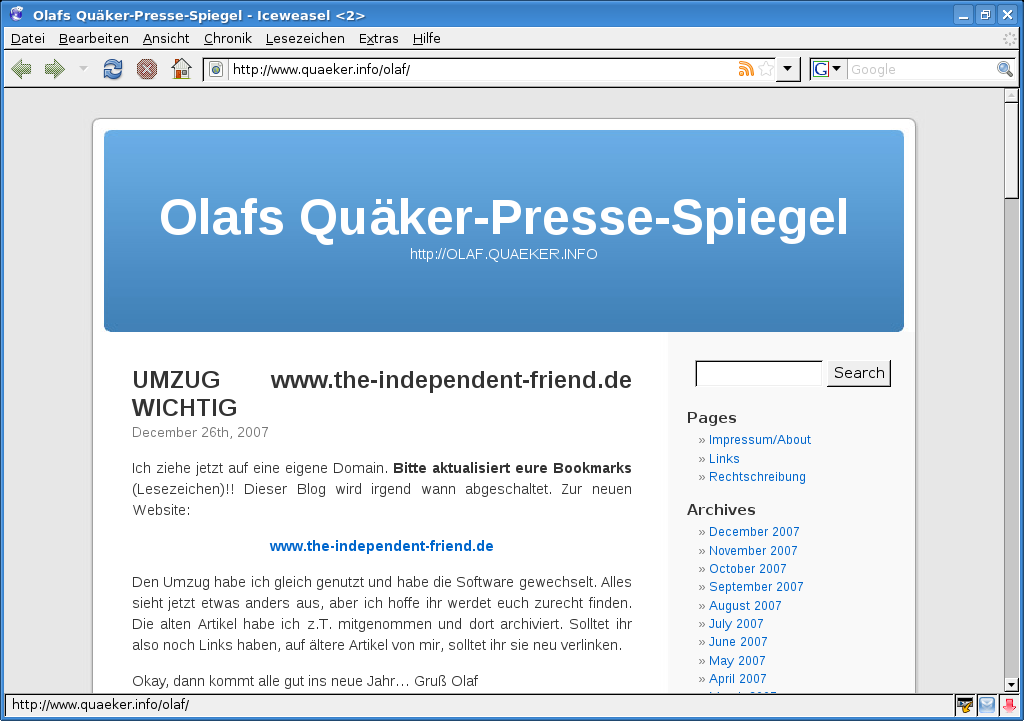 Olafs Quäker-Presse-Spiegel - Iceweasel <2>
Datei Bearbeiten Ansicht Chronik Lesezeichen Extras Hilfe
http://www.quaeker.info/olaf/
G Google
Olafs Quäker-Presse-Spiegel
http://OLAF.QUAEKER.INFO
UMZUG www.the-independent-friend.de
WICHTIG
December 26th, 2007
Ich ziehe jetzt auf eine eigene Domain. Bitte aktualisiert eure Bookmarks
(Lesezeichen)!! Dieser Blog wird irgend wann abgeschaltet. Zur neuen
Website:
www.the-independent-friend.de
Den Umzug habe ich gleich genutzt und habe die Software gewechselt. Alles
sieht jetzt etwas anders aus, aber ich hoffe ihr werdet euch zurecht finden.
Die alten Artikel habe ich z.T. mitgenommen und dort archiviert. Solltet ihr
also noch Links haben, auf ältere Artikel von mir, solltet ihr sie neu verlinken.
Okay, dann kommt alle gut ins neue Jahr... Gruß Olaf
Search
Pages
» Impressum/About
» Links
» Rechtschreibung
Archives
» December 2007
» November 2007
» October 2007
» September 2007
» August 2007
» July 2007
» June 2007
» May 2007
» April 2007
http://www.quaeker.info/olaf/